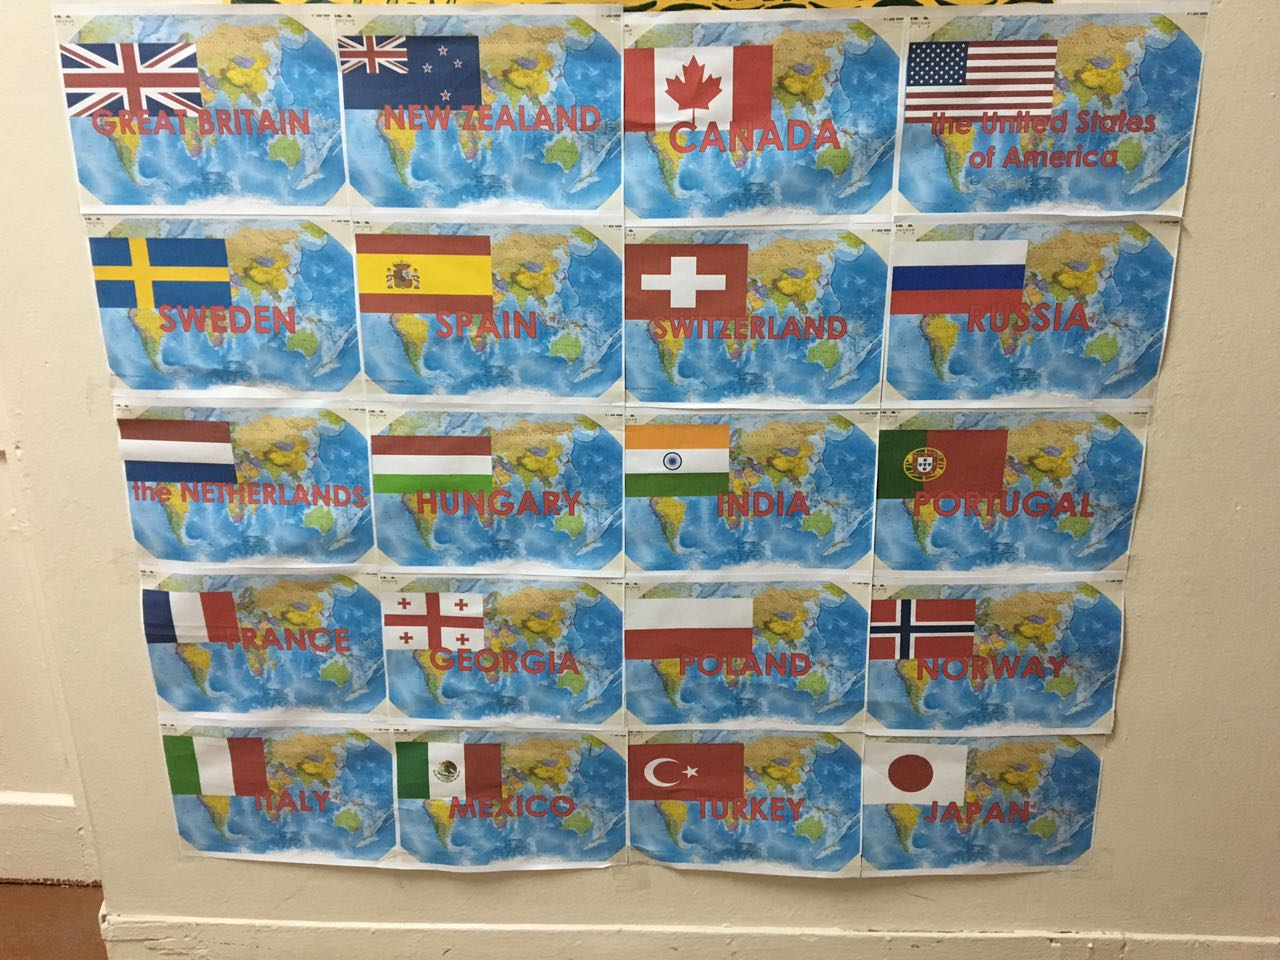 GREAT BRITAIN
NEW ZEALAND
CANADA
the United States
of America
SWEDEN
SPAIN
SWITZERLAND
RUSSIA
the NETHERLANDS
HUNGARY
INDIA
PORTUGAL
FRANCE
GEORGIA
POLAND
NORWAY
ITALY
MEXICO
TURKEY
JAPAN